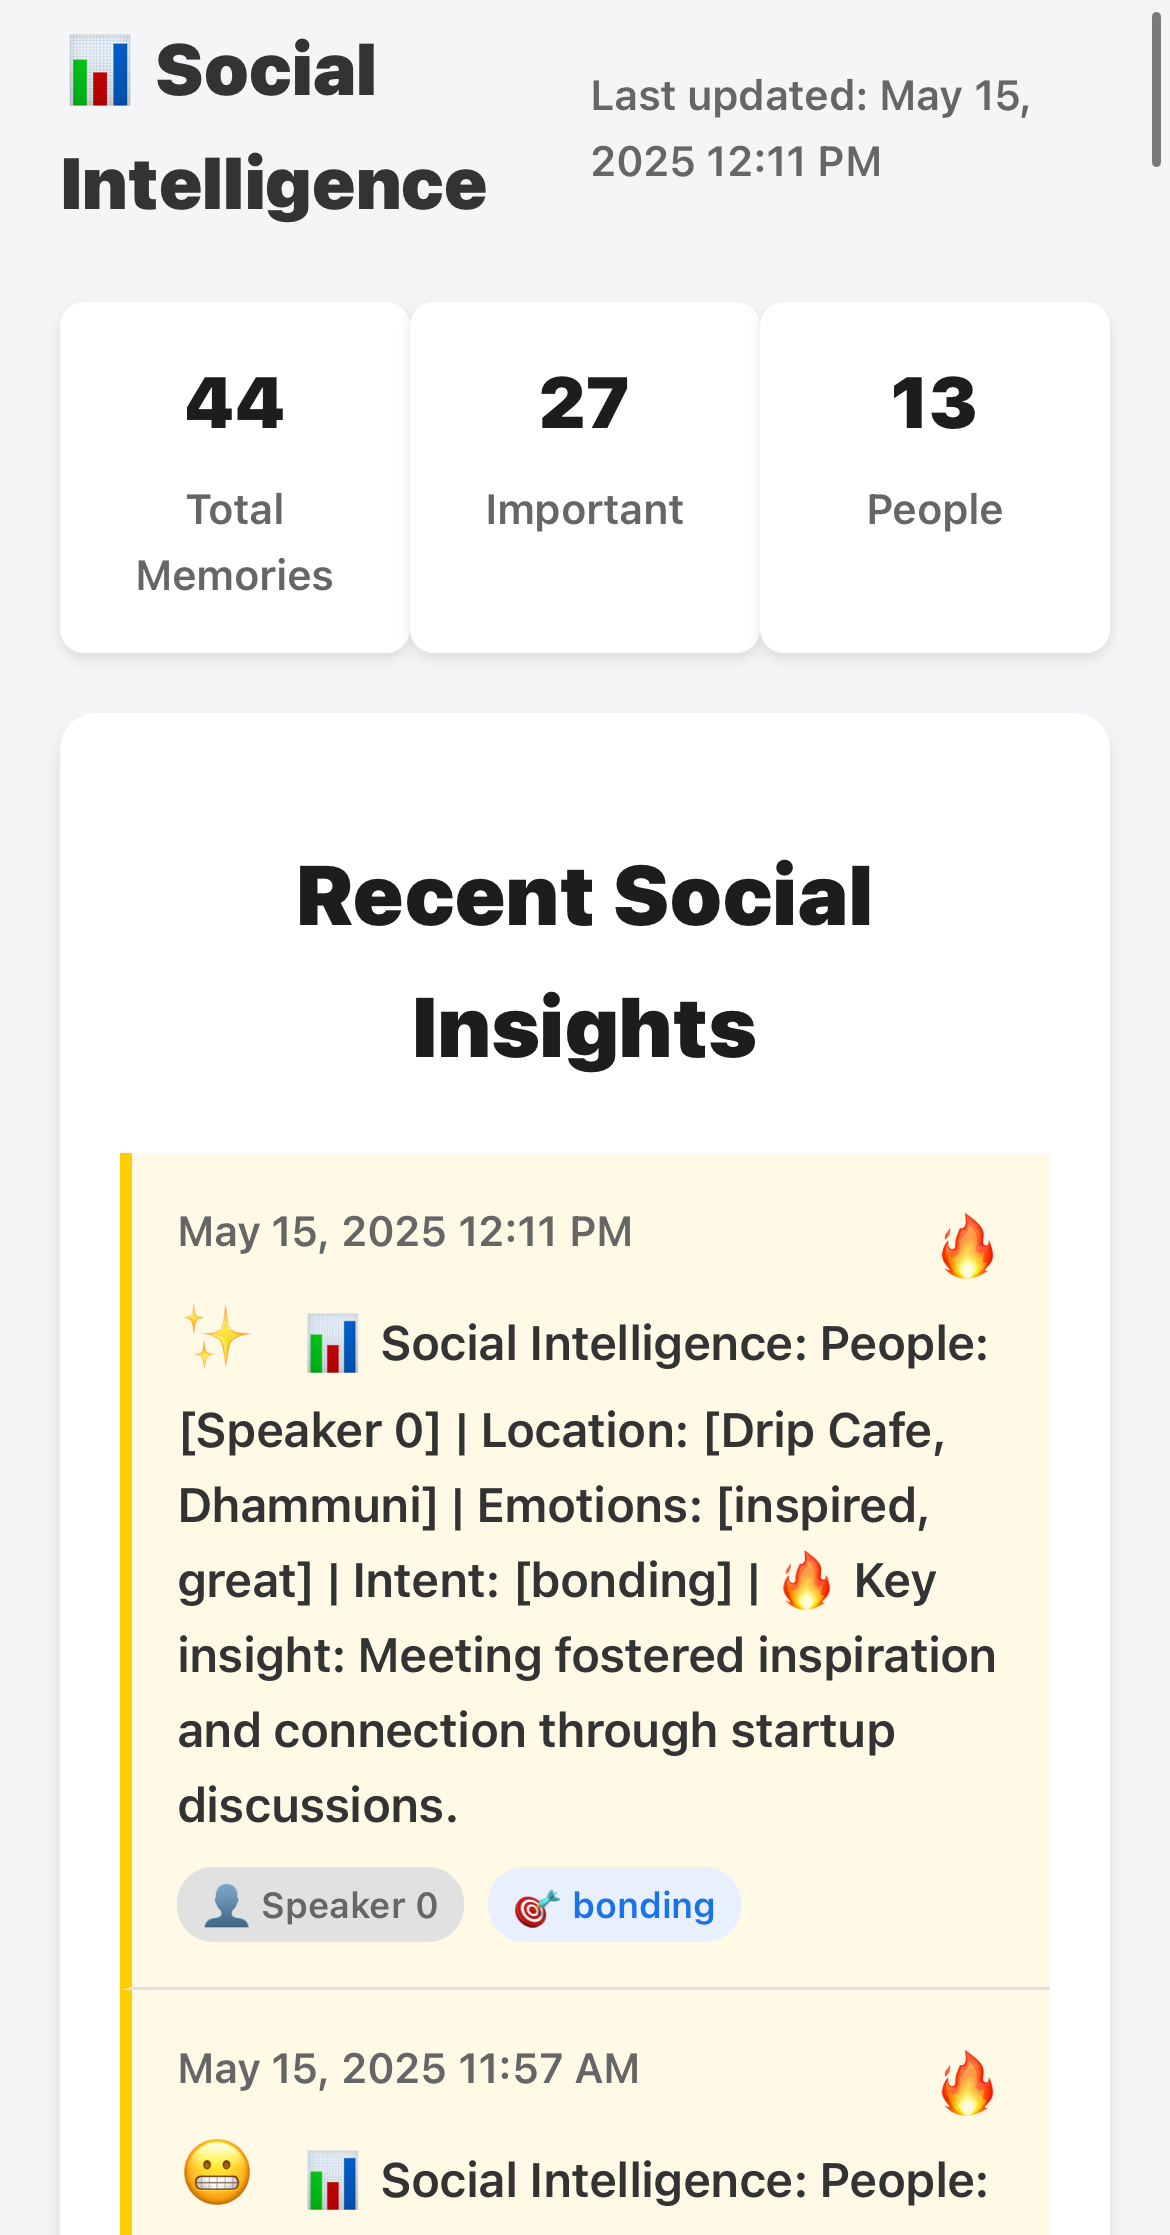 📊 Social
Intelligence
Last updated: May 15,
2025 12:11 PM
44
Total
Memories
27
Important
13
People
Recent Social
Insights
May 15, 2025 12:11 PM 🔥
✨ 📊 Social Intelligence: People:
[Speaker 0] | Location: [Drip Cafe,
Dhammuni] | Emotions: [inspired,
great] | Intent: [bonding] | 🔥 Key
insight: Meeting fostered inspiration
and connection through startup
discussions.
👤 Speaker 0 🎯 bonding
May 15, 2025 11:57 AM 🔥
😬 📊 Social Intelligence: People: